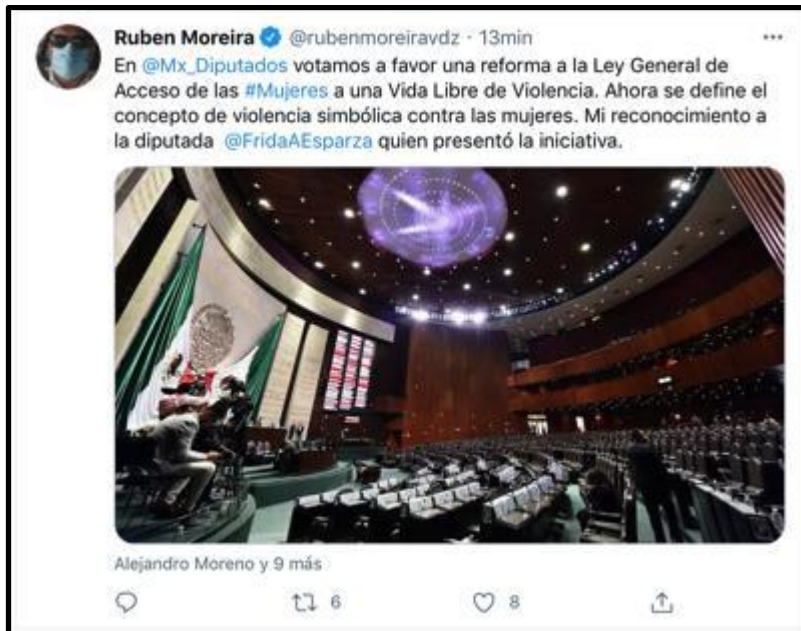 Ruben Moreira @rubenmoreiravdz · 13min
En @Mx_Diputados votamos a favor una reforma a la Ley General de
Acceso de las #Mujeres a una Vida Libre de Violencia. Ahora se define el
concepto de violencia simbólica contra las mujeres. Mi reconocimiento a
la diputada @FridaAEsparza quien presentó la iniciativa.
Alejandro Moreno y 9 más
6 8